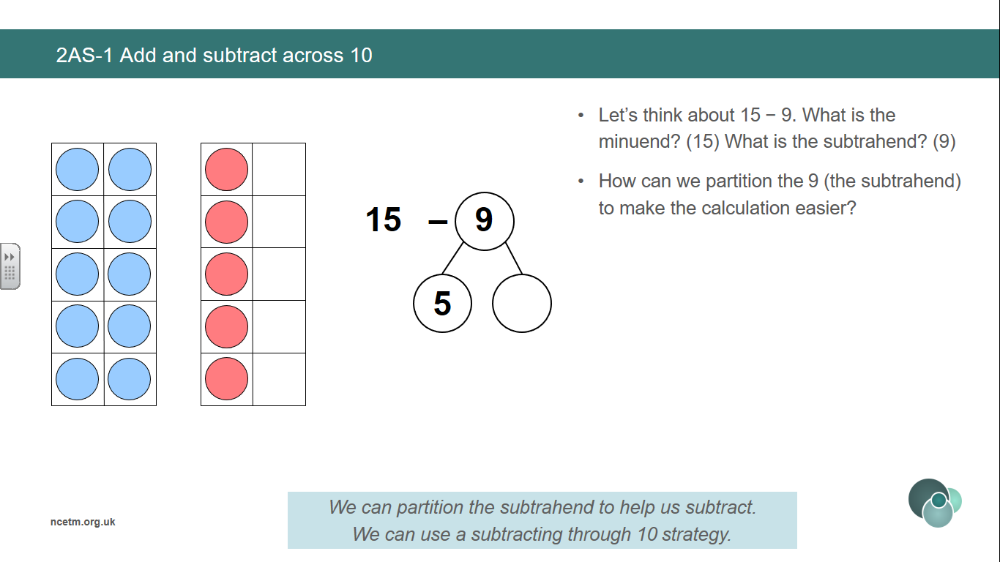 2AS-1 Add and subtract across 10
• Let’s think about 15 − 9. What is the
minuend? (15) What is the subtrahend? (9)
• How can we partition the 9 (the subtrahend)
to make the calculation easier?
15 – 9
5
We can partition the subtrahend to help us subtract.
We can use a subtracting through 10 strategy.
ncetm.org.uk